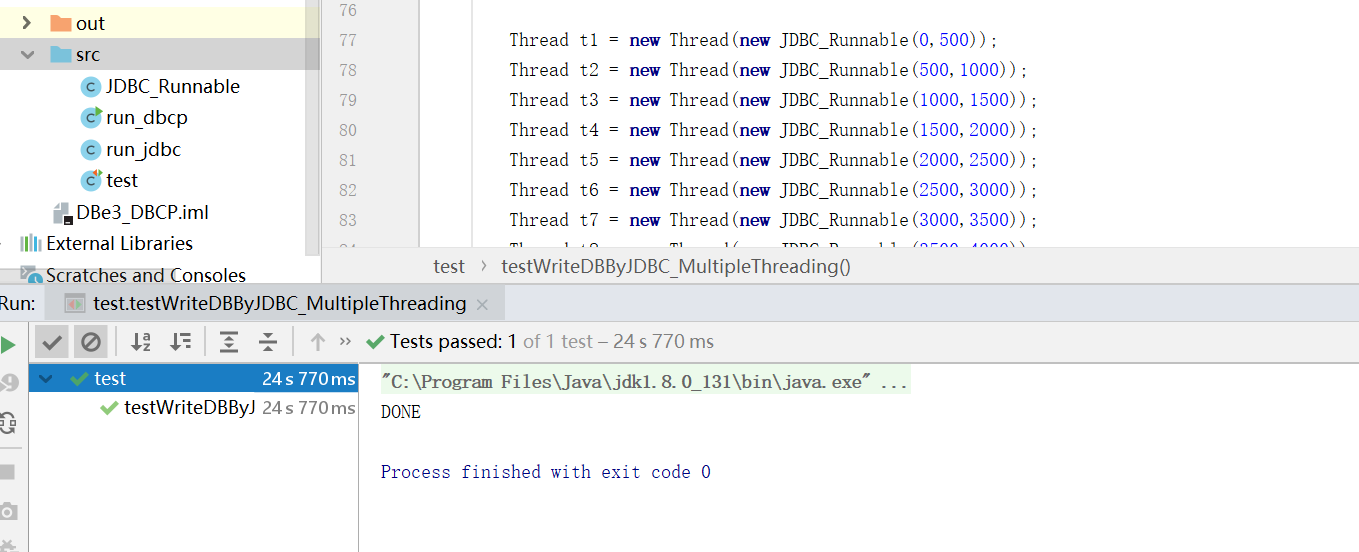 out
src
JDBC_Runnable
run_dbcp
run_jdbc
test
DBe3_DBCP.iml
External Libraries
Scratches and Consoles
76
77 Thread t1 = new Thread(new JDBC_Runnable(0,500));
78 Thread t2 = new Thread(new JDBC_Runnable(500,1000));
79 Thread t3 = new Thread(new JDBC_Runnable(1000,1500));
80 Thread t4 = new Thread(new JDBC_Runnable(1500,2000));
81 Thread t5 = new Thread(new JDBC_Runnable(2000,2500));
82 Thread t6 = new Thread(new JDBC_Runnable(2500,3000));
83 Thread t7 = new Thread(new JDBC_Runnable(3000,3500));
test › testWriteDBByJDBC_MultipleThreading()
Run: test.testWriteDBByJDBC_MultipleThreading
Tests passed: 1 of 1 test – 24 s 770 ms
test 24 s 770 ms
testWriteDBByJ 24 s 770 ms
"C:\Program Files\Java\jdk1.8.0_131\bin\java.exe" ...
DONE
Process finished with exit code 0